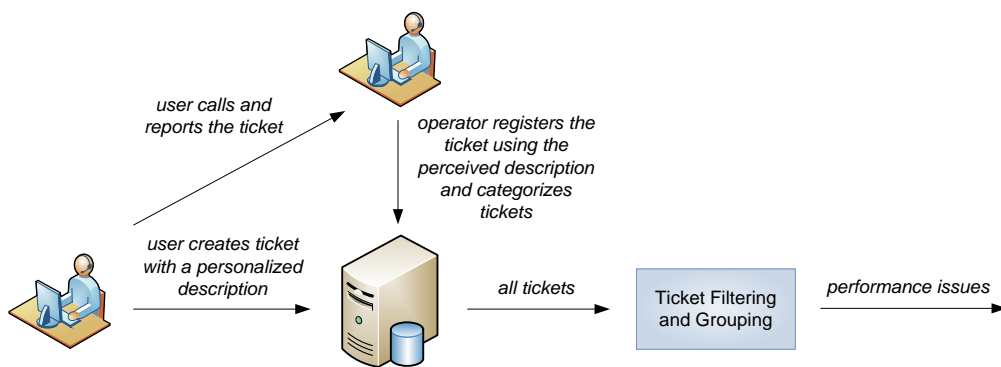 user calls and
reports the ticket
operator registers the
ticket using the
perceived description
and categorizes
tickets
user creates ticket
with a personalized
description
all tickets
Ticket Filtering
and Grouping
performance issues